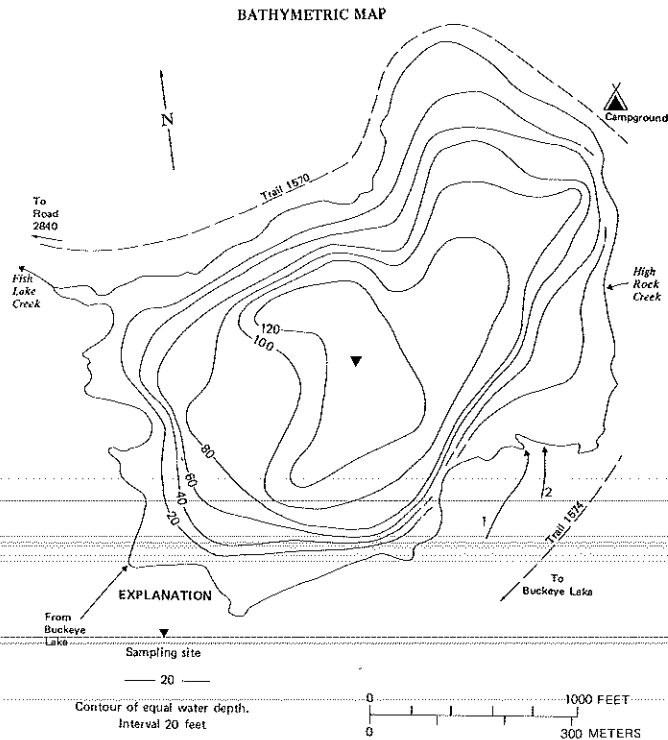 BATHYMETRIC MAP
N
Campground
Trail 1570
To
Road
2840
Fish
Lake
Creek
High
Rock
Creek
120
100
80
60
40
20
1
2
Trail 1574
To
Buckeye Lake
From
Buckeye
Lake
EXPLANATION
Sampling site
20
Contour of equal water depth.
Interval 20 feet
0 1000 FEET
0 300 METERS